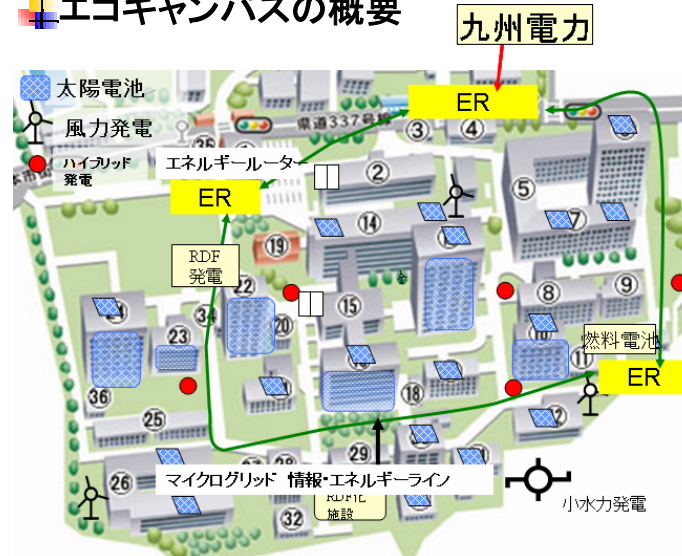 エコキャンパスの概要
九州電力
太陽電池
風力発電
ハイブリッド
発電
エネルギールーター
ER
ER
ER
県道337号線
③
④
②
⑤
⑭
7
⑲
RDF
発電
22
⑮
⑧
⑨
34
20
23
燃料電池
⑪
⑱
36
25
26
29
マイクログリッド 情報・エネルギーライン
RDF化
施設
32
小水力発電